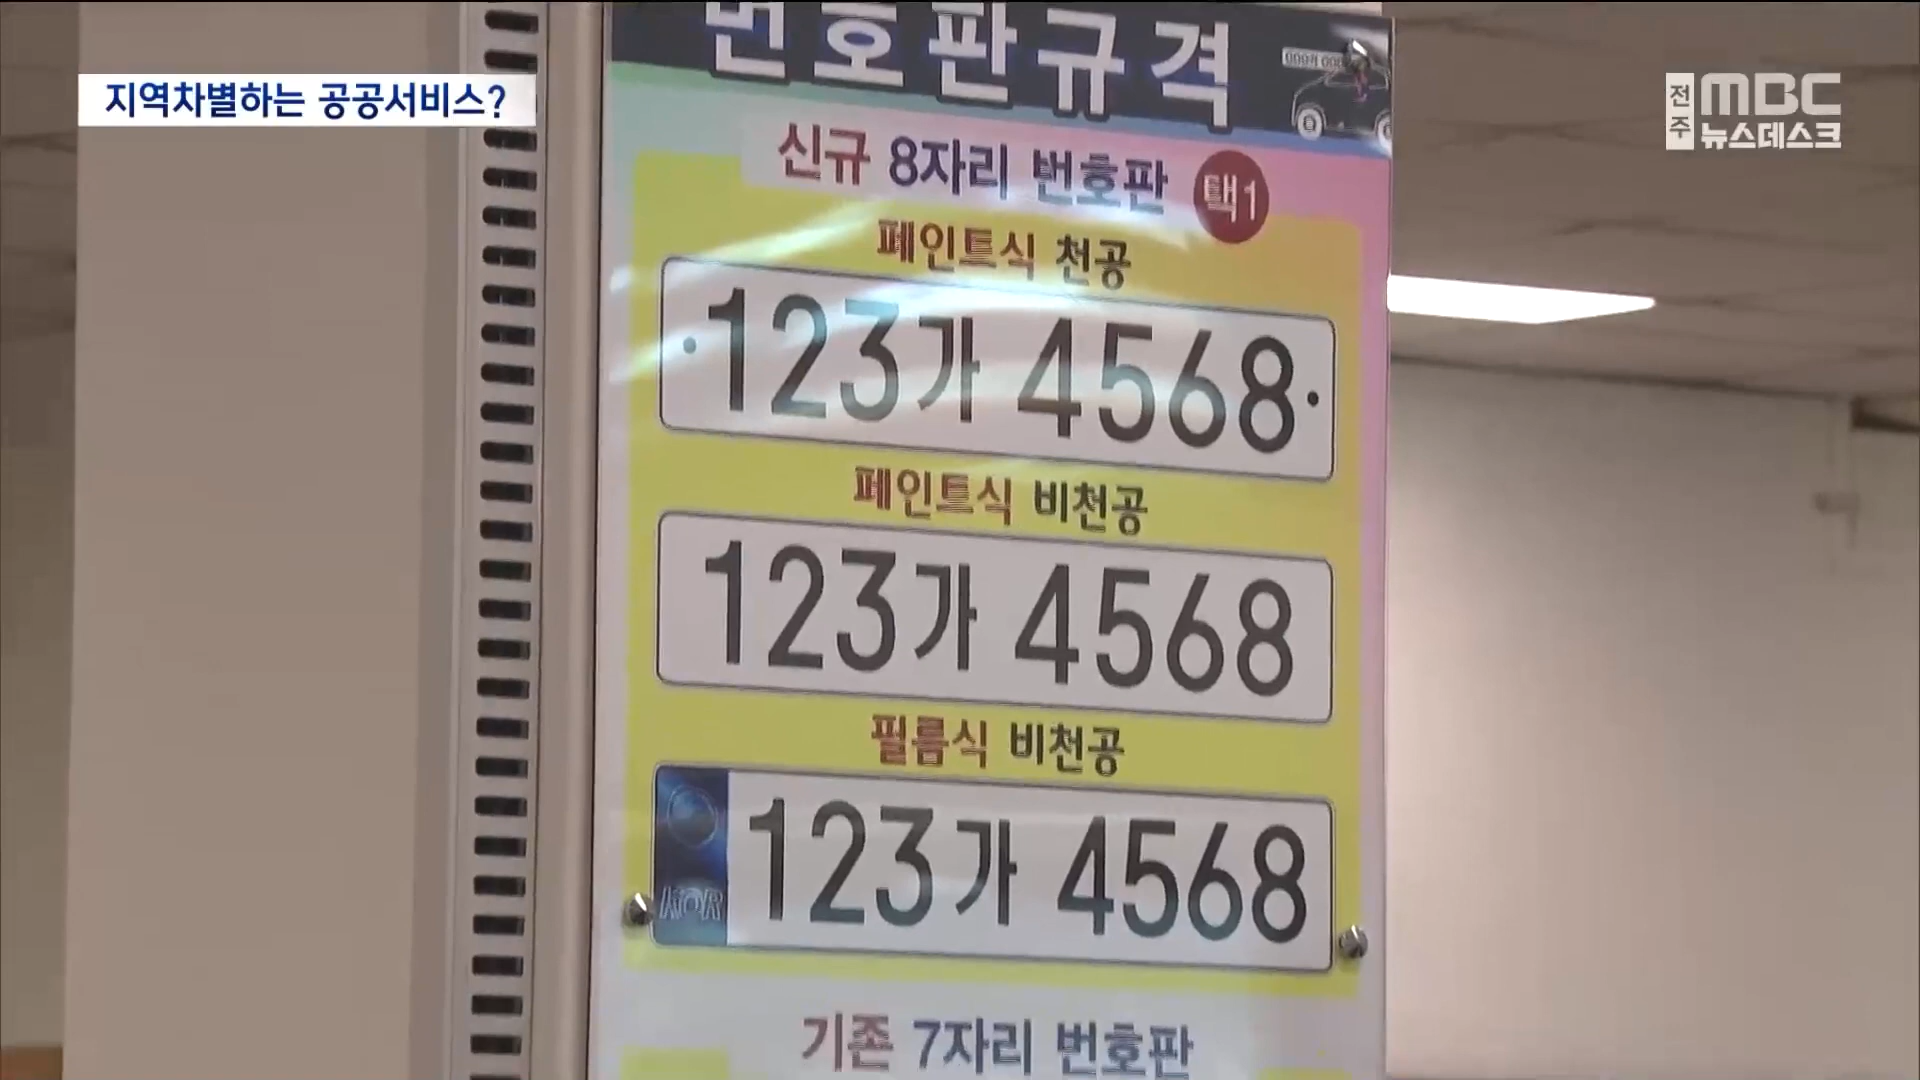 번호판규격
지역차별하는 공공서비스?
전주 MBC
뉴스데스크
신규 8자리 번호판 택1
페인트식 천공
123가 4568
페인트식 비천공
123가 4568
필름식 비천공
KOR 123가 4568
기존 7자리 번호판